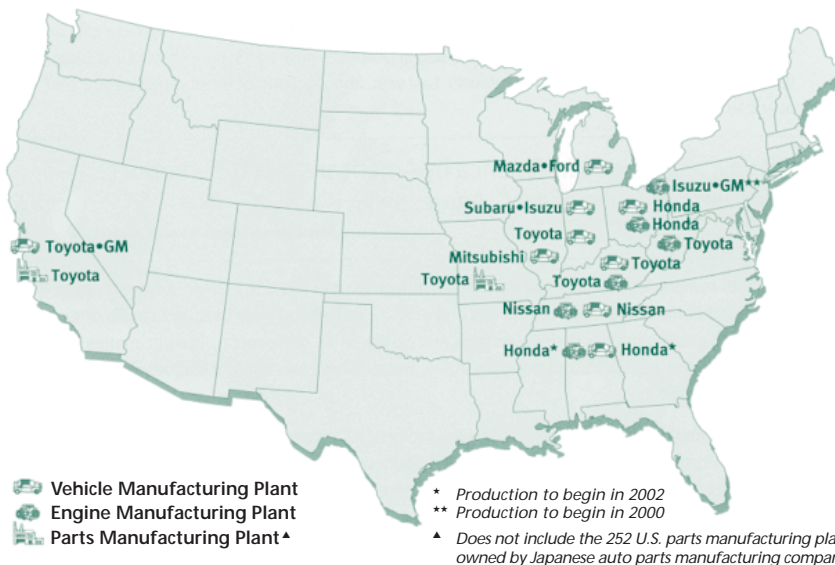 Mazda•Ford
Isuzu•GM**
Subaru•Isuzu
Honda
Honda
Toyota
Toyota
Toyota•GM
Mitsubishi
Toyota
Toyota
Toyota
Toyota
Nissan
Nissan
Honda*
Honda*
Vehicle Manufacturing Plant
Engine Manufacturing Plant
Parts Manufacturing Plant▲
* Production to begin in 2002
** Production to begin in 2000
▲ Does not include the 252 U.S. parts manufacturing pla
owned by Japanese auto parts manufacturing compar